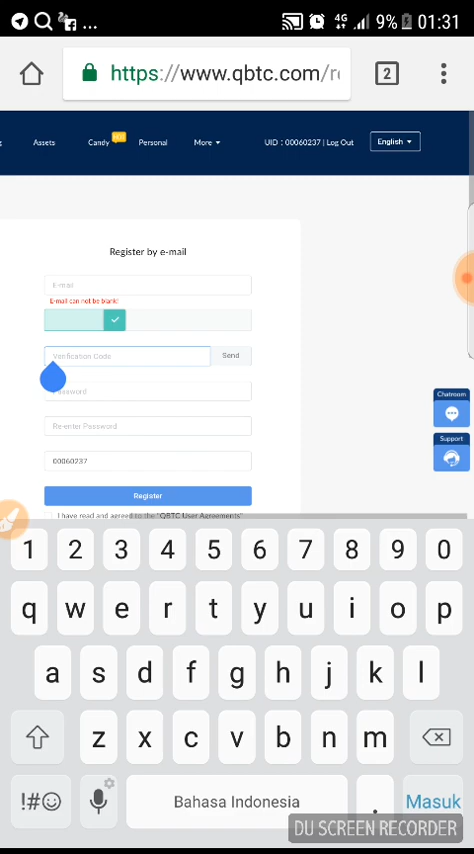 ... 4G 9% 01:31
https://www.qbtc.com/re
2
g Assets Candy HOT Personal More UID : 00060237 | Log Out English
Register by e-mail
E-mail
E-mail can not be blank!
Verification Code Send
Password
Re-enter Password
00060237
Register
I have read and agreed to the "QBTC User Agreements"
Chatroom
Support
1 2 3 4 5 6 7 8 9 0
q w e r t y u i o p
a s d f g h j k l
z x c v b n m
!#☺ Bahasa Indonesia . Masuk
DU SCREEN RECORDER